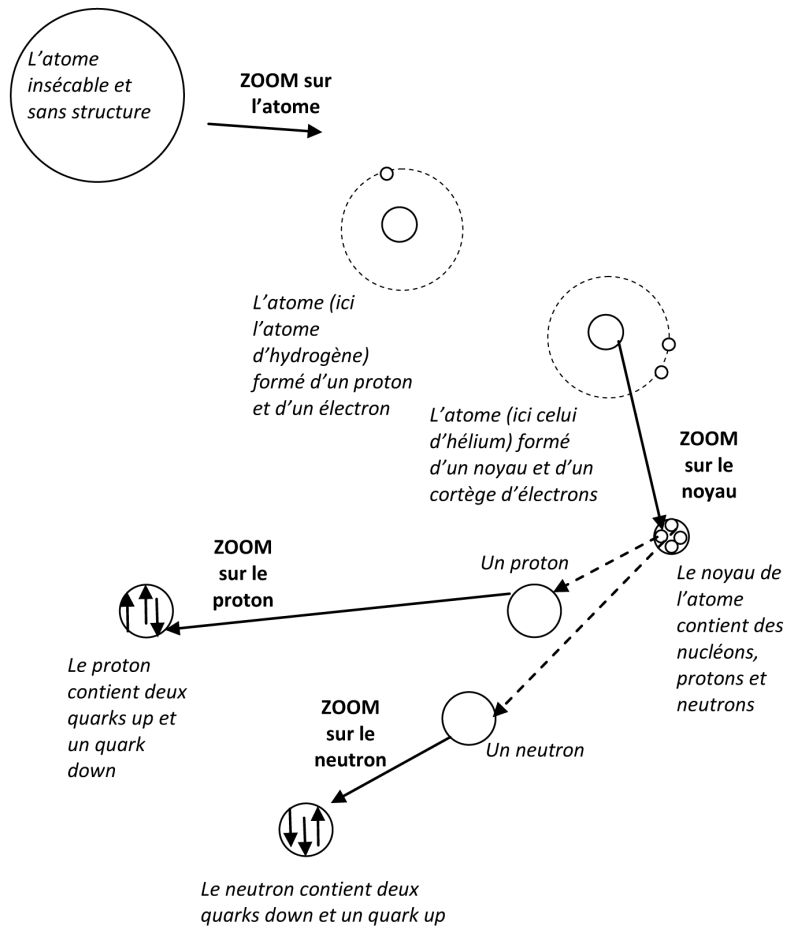 L’atome
insécable et
sans structure
ZOOM sur
l’atome
L’atome (ici
l’atome
d’hydrogène)
formé d’un proton
et d’un électron
L’atome (ici celui
d’hélium) formé
d’un noyau et d’un
cortège d’électrons
ZOOM
sur le
noyau
Le noyau de
l’atome
contient des
nucléons,
protons et
neutrons
Un proton
ZOOM
sur le
proton
Le proton
contient deux
quarks up et
un quark
down
Un neutron
ZOOM
sur le
neutron
Le neutron contient deux
quarks down et un quark up